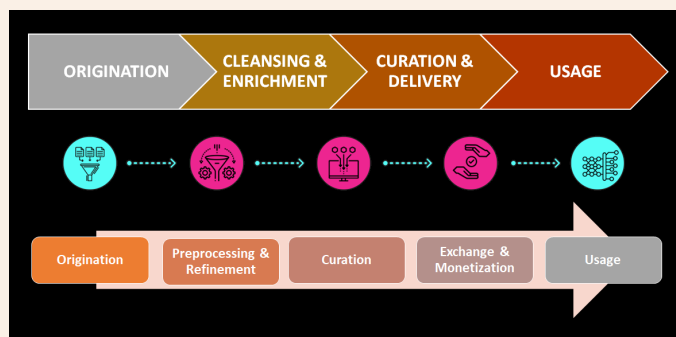 ORIGINATION
CLEANSING &
ENRICHMENT
CURATION &
DELIVERY
USAGE
Origination
Preprocessing &
Refinement
Curation
Exchange &
Monetization
Usage